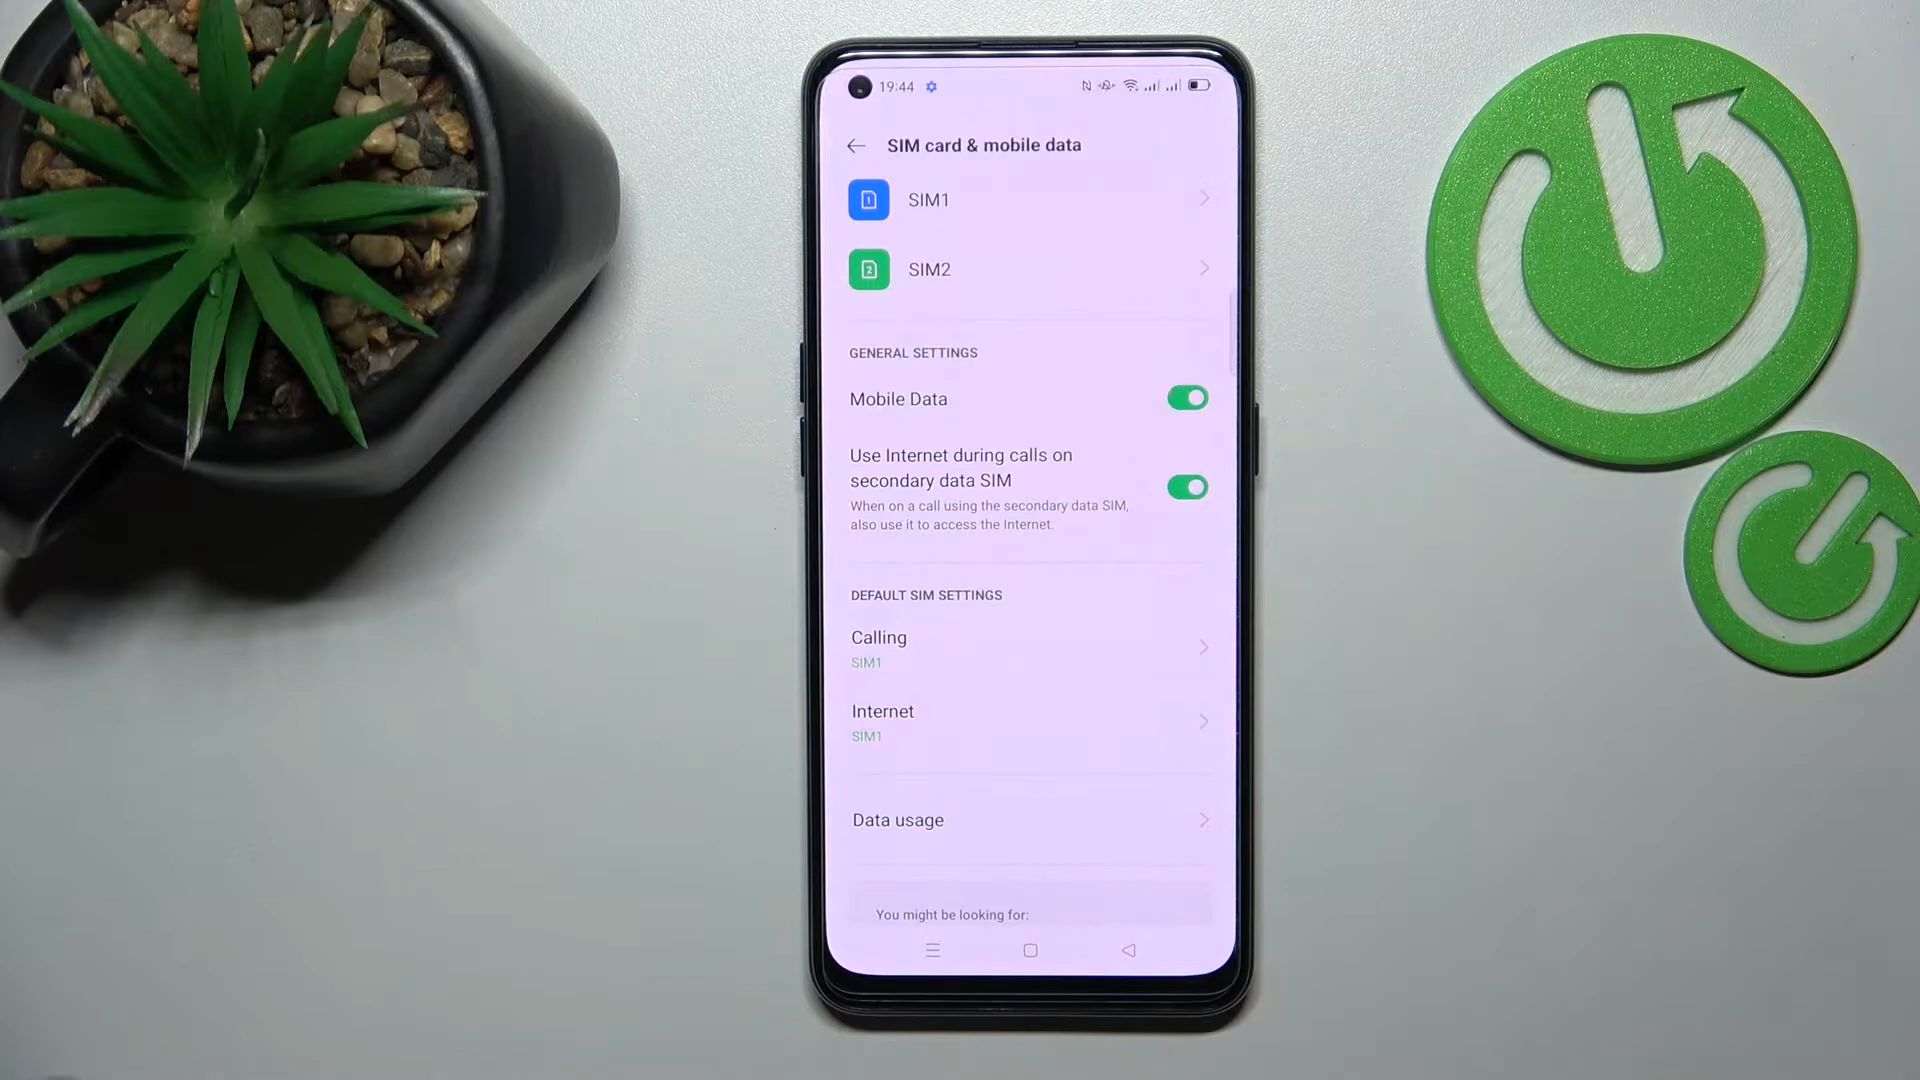 19:44
SIM card & mobile data
1 SIM1
2 SIM2
GENERAL SETTINGS
Mobile Data
Use Internet during calls on
secondary data SIM
When on a call using the secondary data SIM,
also use it to access the Internet.
DEFAULT SIM SETTINGS
Calling
SIM1
Internet
SIM1
Data usage
You might be looking for: